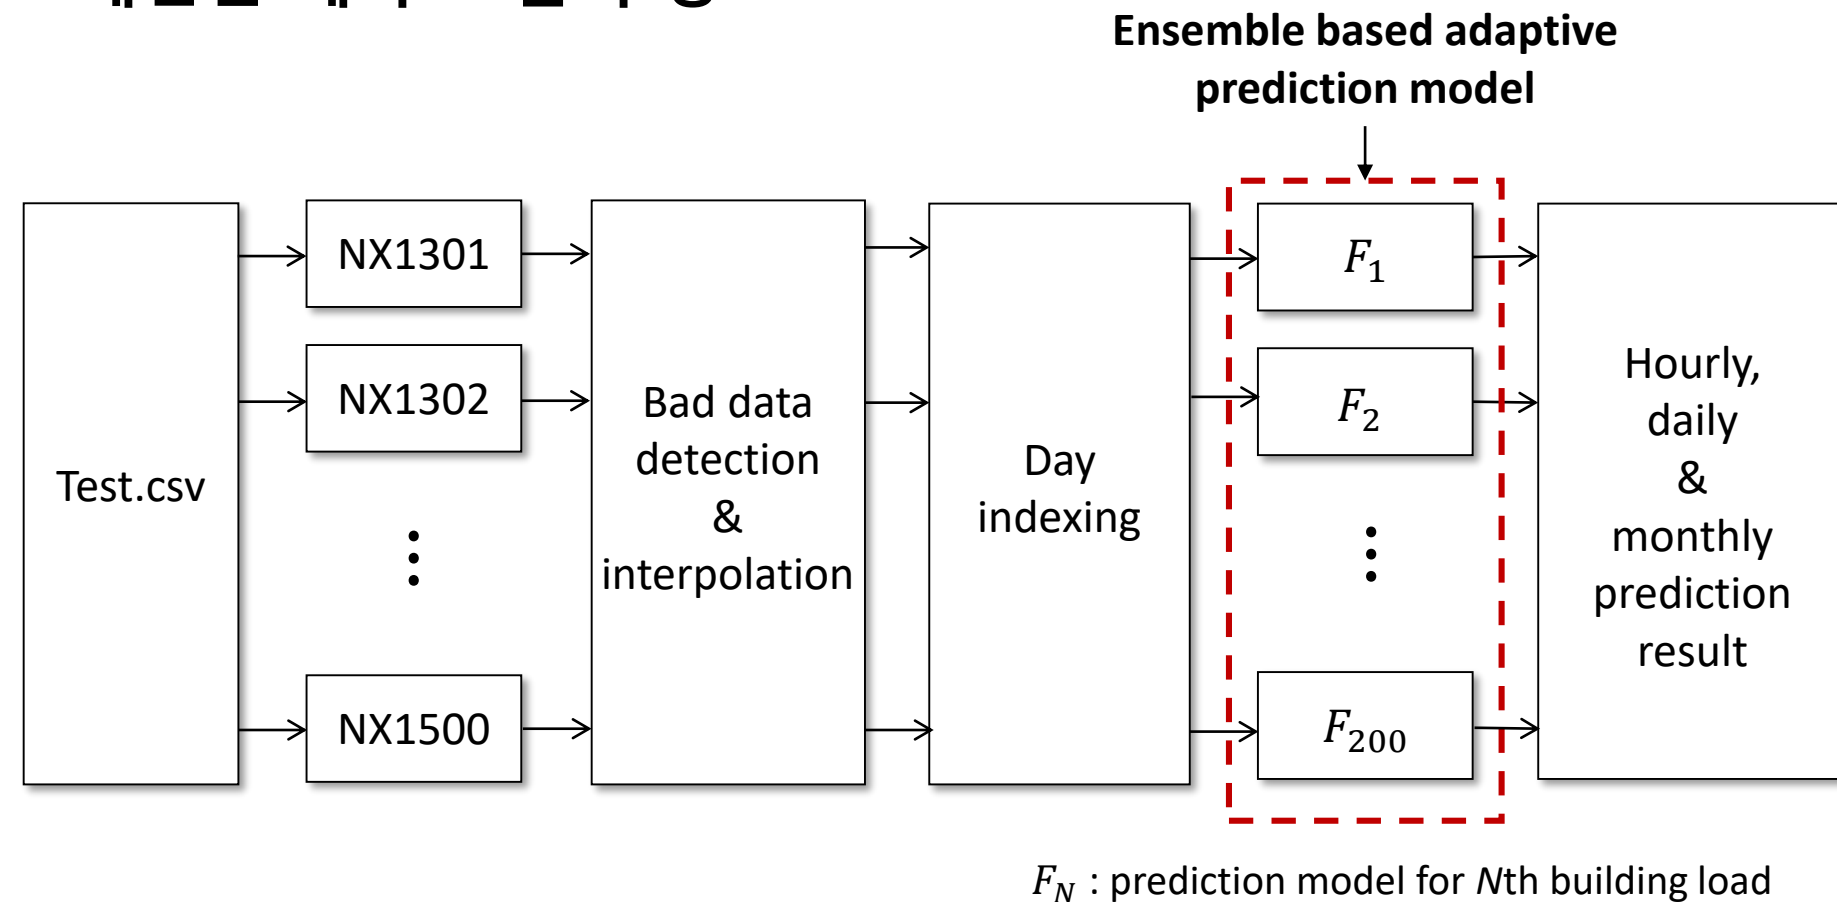 Ensemble based adaptive
prediction model
Test.csv
NX1301
NX1302
⋮
NX1500
Bad data
detection
&
interpolation
Day
indexing
F₁
F₂
⋮
F₂₀₀
Hourly,
daily
&
monthly
prediction
result
F_N : prediction model for Nth building load